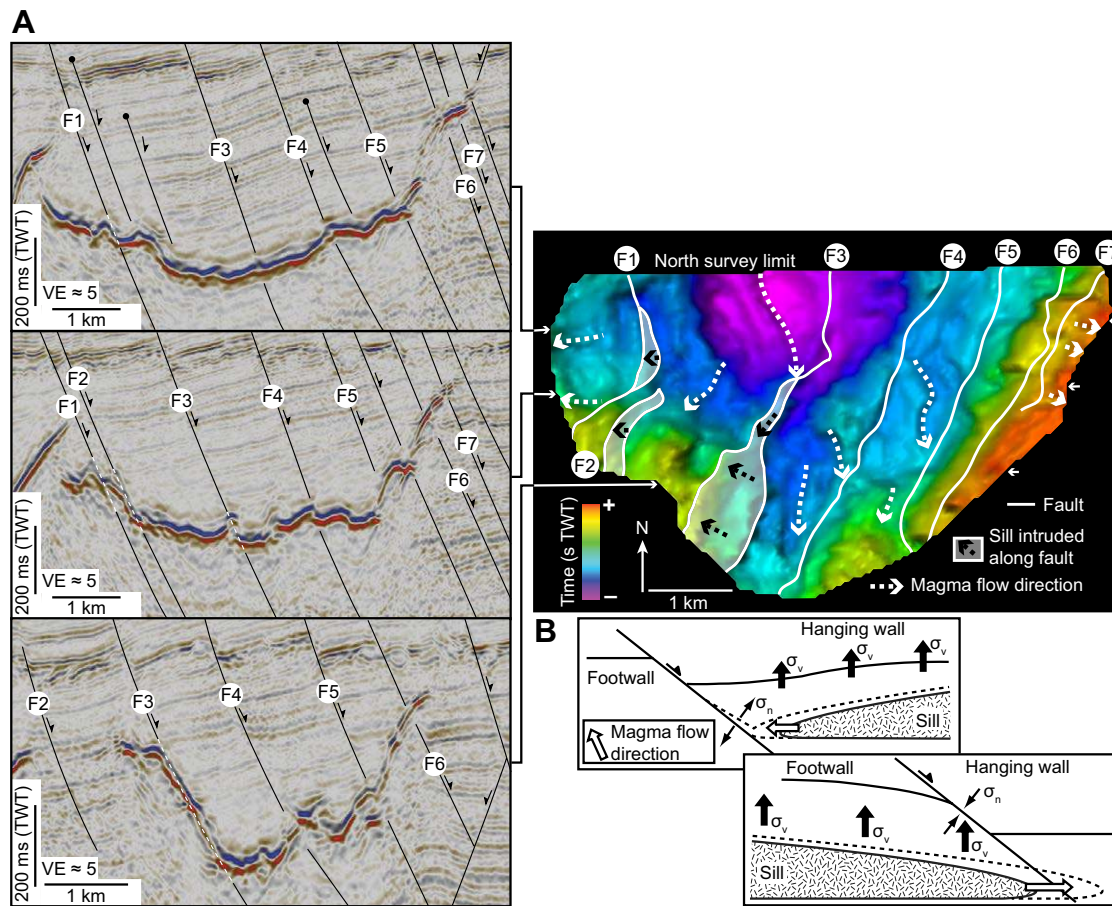 A
F1
F3
F4
F5
F7
F6
200 ms (TWT)
VE ≈ 5
1 km
F2
F1
F3
F4
F5
F7
F6
200 ms (TWT)
VE ≈ 5
1 km
F2
F3
F4
F5
F6
200 ms (TWT)
VE ≈ 5
1 km
F1
North survey limit
F3
F4
F5
F6
F7
F2
Time (s TWT)
+
−
N
1 km
Fault
Sill intruded
along fault
Magma flow direction
B
Hanging wall
Footwall
σv
σv
σv
σn
Sill
Magma flow
direction
Footwall
Hanging wall
σn
σv
σv
σv
Sill